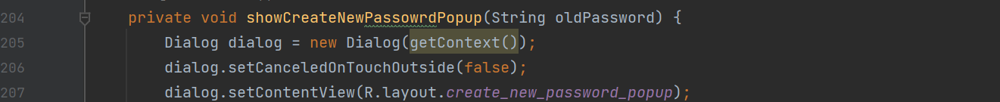 204 private void showCreateNewPassowrdPopup(String oldPassword) {
205 Dialog dialog = new Dialog(getContext());
206 dialog.setCanceledOnTouchOutside(false);
207 dialog.setContentView(R.layout.create_new_password_popup);